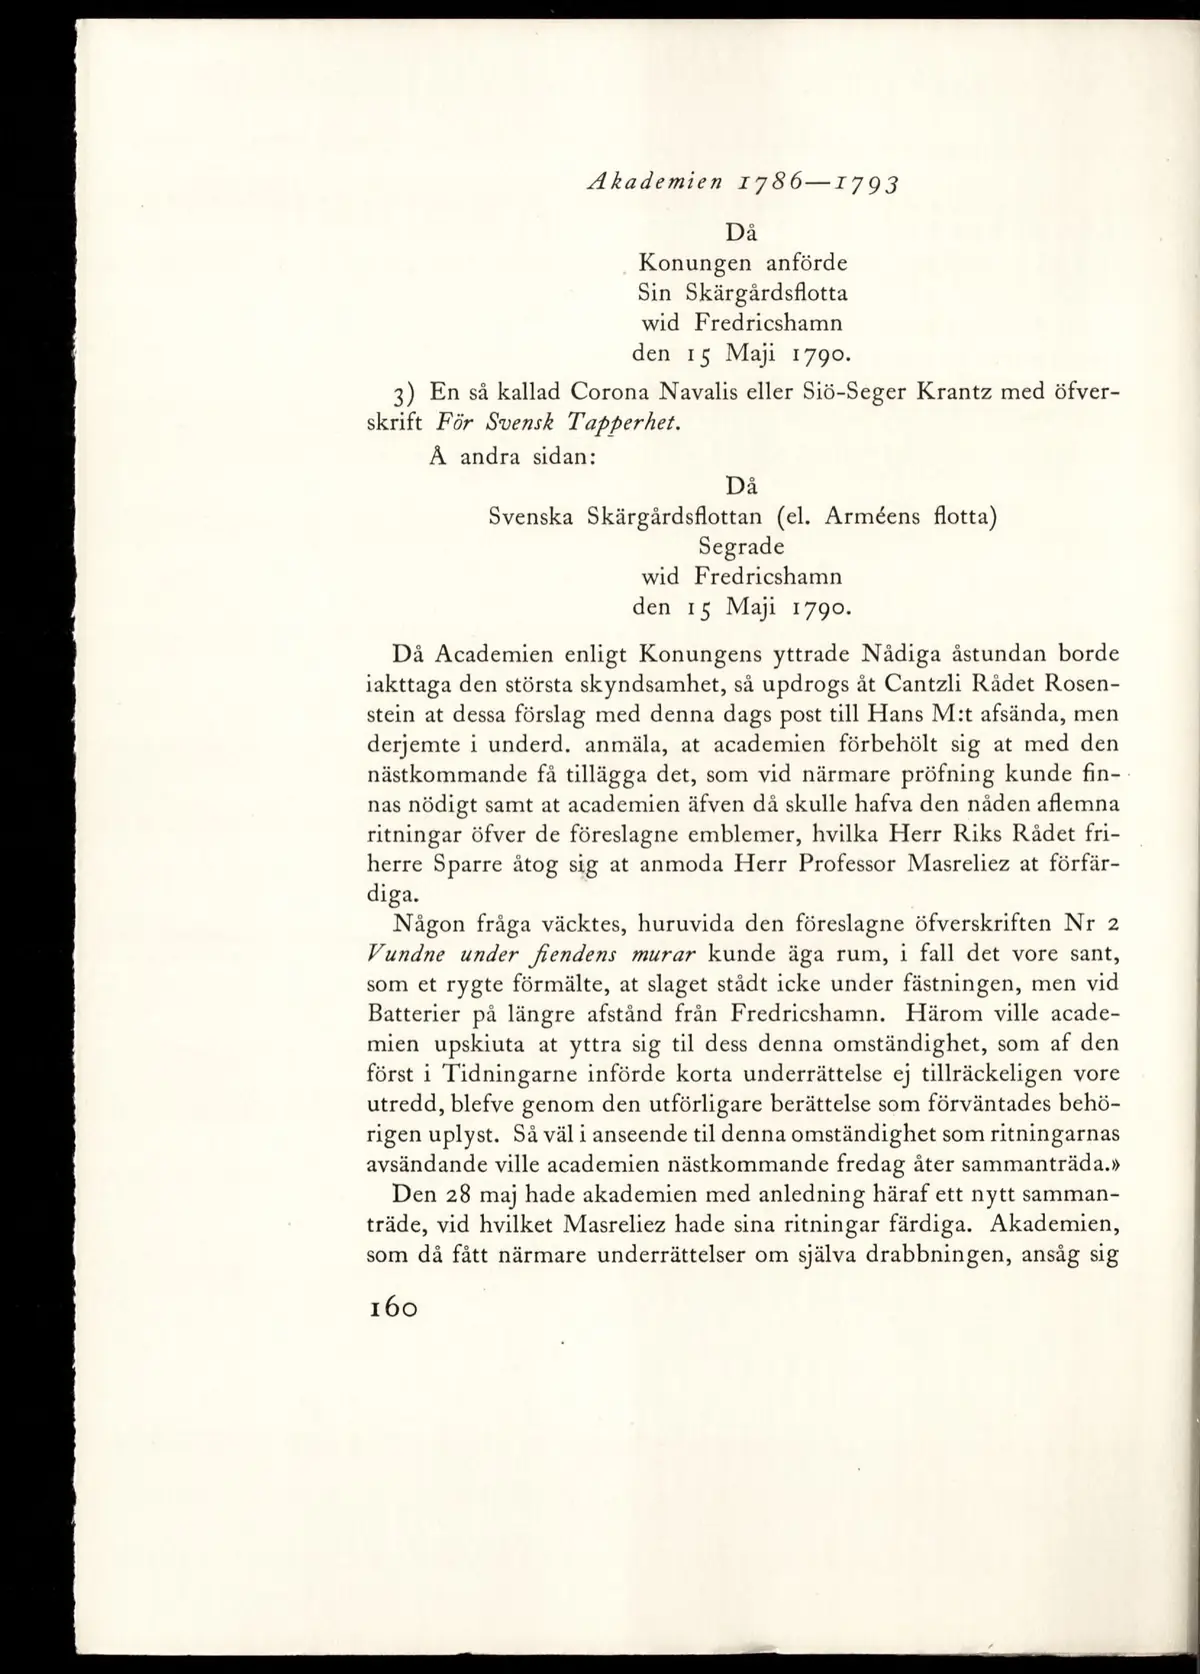 Akademien 1786—1793
Då
Konungen anförde
Sin Skärgårdsflotta
wid Fredricshamn
den 15 Maji 1790.
3) En så kallad Corona Navalis eller Siö-Seger Krantz med öfver-
skrift För Svensk Tapperhet.
Å andra sidan:
Då
Svenska Skärgårdsflottan (el. Arméens flotta)
Segrade
wid Fredricshamn
den 15 Maji 1790.
Då Academien enligt Konungens yttrade Nådiga åstundan borde
iakttaga den största skyndsamhet, så updrogs åt Cantzli Rådet Rosen-
stein at dessa förslag med denna dags post till Hans M:t afsända, men
derjemte i underd. anmäla, at academien förbehölt sig at med den
nästkommande få tillägga det, som vid närmare pröfning kunde fin-
nas nödigt samt at academien äfven då skulle hafva den nåden aflemna
ritningar öfver de föreslagne emblemer, hvilka Herr Riks Rådet fri-
herre Sparre åtog sig at anmoda Herr Professor Masreliez at förfär-
diga.
Någon fråga väcktes, huruvida den föreslagne öfverskriften Nr 2
Vundne under fiendens murar kunde äga rum, i fall det vore sant,
som et rygte förmälte, at slaget stådt icke under fästningen, men vid
Batterier på längre afstånd från Fredricshamn. Härom ville acade-
mien upskiuta at yttra sig til dess denna omständighet, som af den
först i Tidningarne införde korta underrättelse ej tillräckeligen vore
utredd, blefve genom den utförligare berättelse som förväntades behö-
rigen uplyst. Så väl i anseende til denna omständighet som ritningarnas
avsändande ville academien nästkommande fredag åter sammanträda.»
Den 28 maj hade akademien med anledning häraf ett nytt samman-
träde, vid hvilket Masreliez hade sina ritningar färdiga. Akademien,
som då fått närmare underrättelser om själva drabbningen, ansåg sig
160